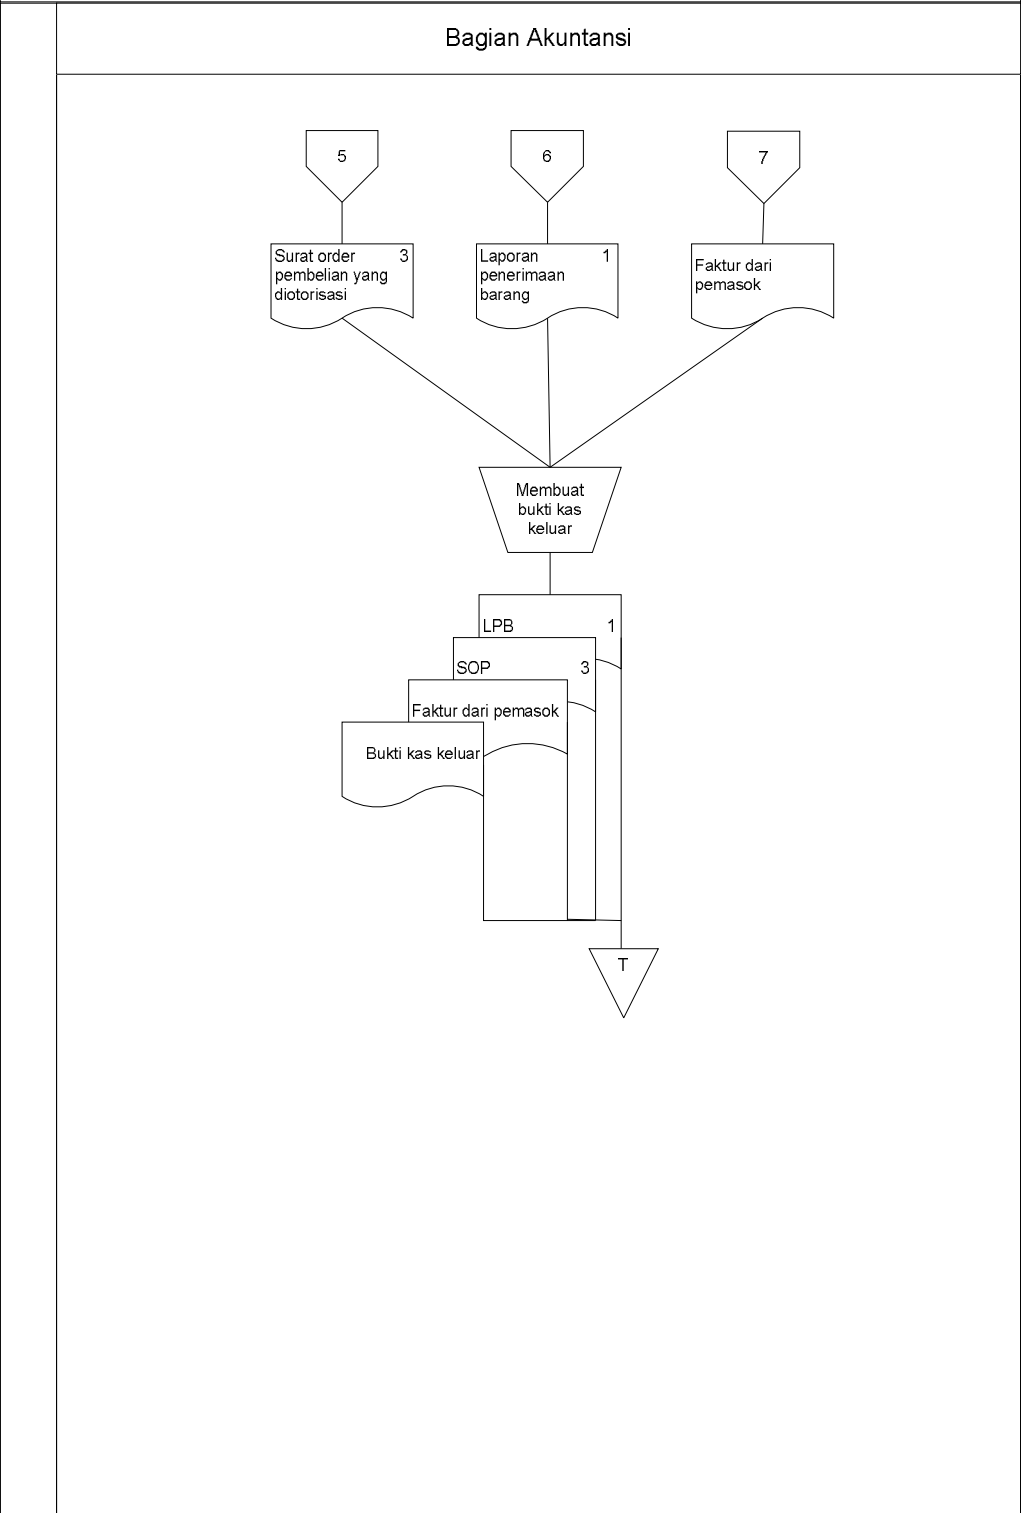 Bagian Akuntansi
5
6
7
Surat order 3
pembelian yang
diotorisasi
Laporan 1
penerimaan
barang
Faktur dari
pemasok
Membuat
bukti kas
keluar
LPB 1
SOP 3
Faktur dari pemasok
Bukti kas keluar
T